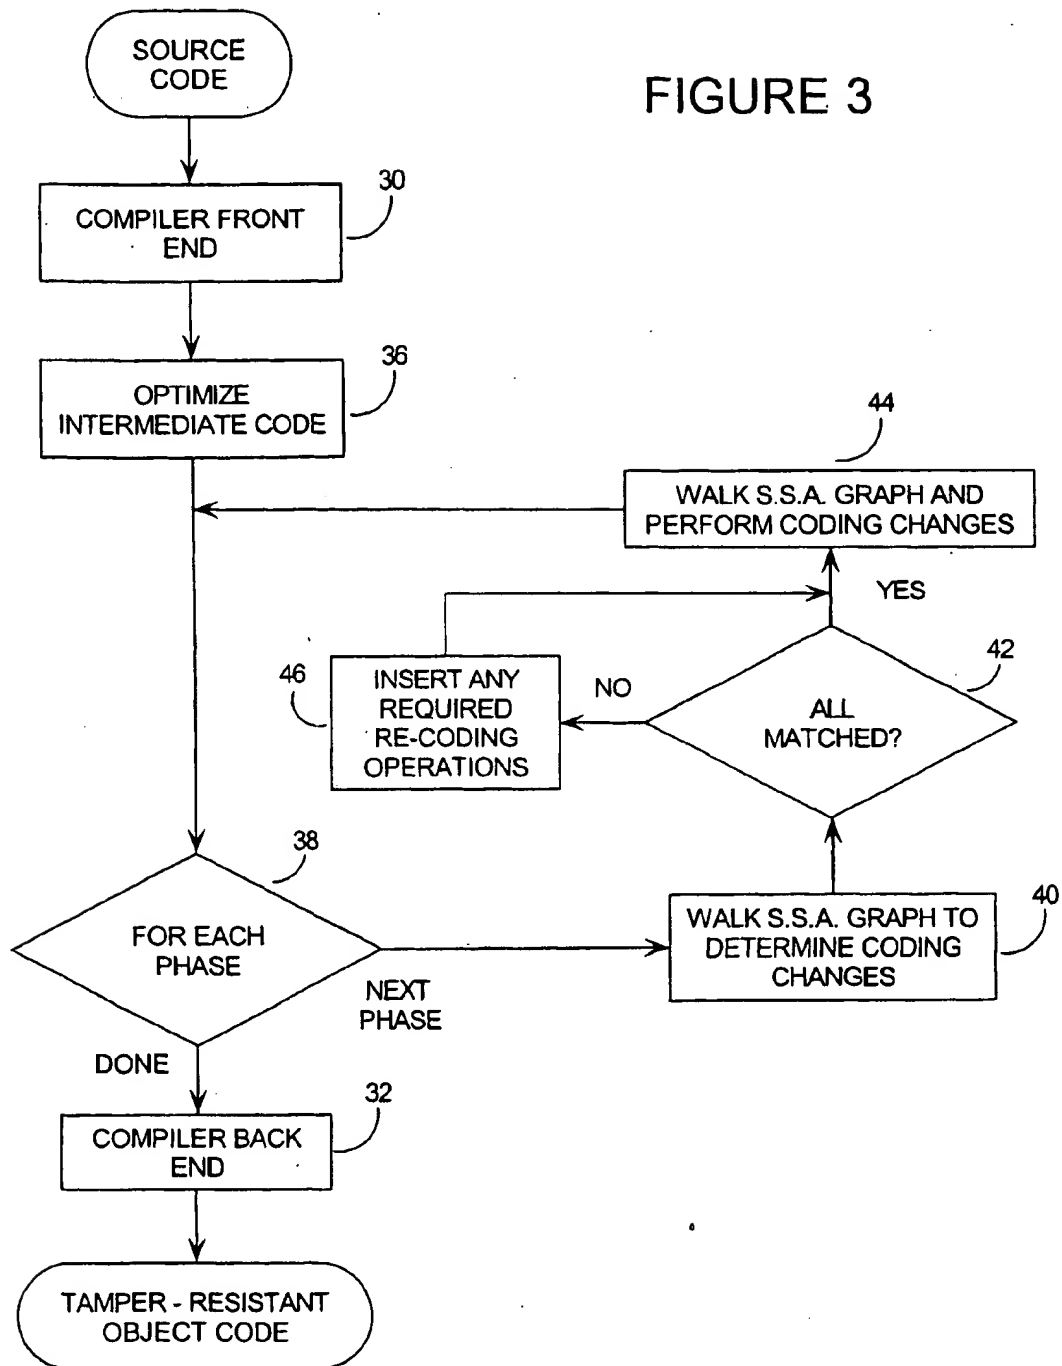 SOURCE
CODE
FIGURE 3
30
COMPILER FRONT
END
36
OPTIMIZE
INTERMEDIATE CODE
44
WALK S.S.A. GRAPH AND
PERFORM CODING CHANGES
YES
46
INSERT ANY
REQUIRED
RE-CODING
OPERATIONS
NO
42
ALL
MATCHED?
38
FOR EACH
PHASE
NEXT
PHASE
40
WALK S.S.A. GRAPH TO
DETERMINE CODING
CHANGES
DONE
32
COMPILER BACK
END
TAMPER - RESISTANT
OBJECT CODE